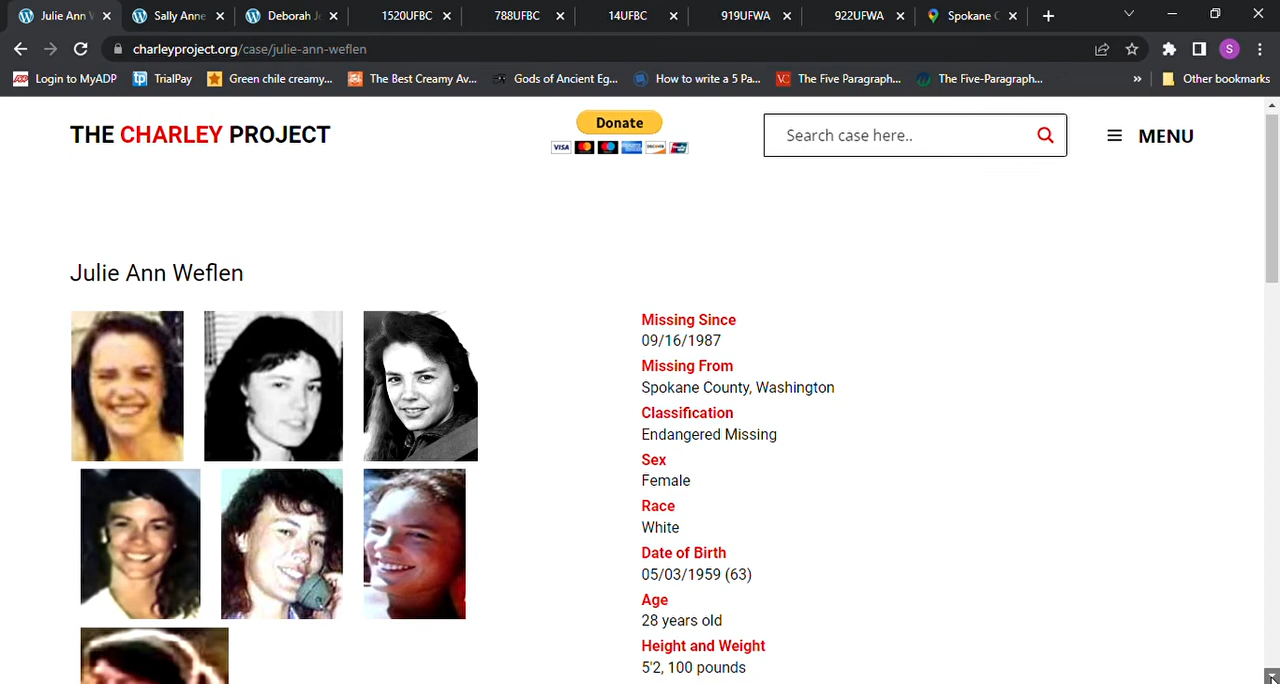 Julie Ann W
Sally Anne
Deborah J
1520UFBC
788UFBC
14UFBC
919UFWA
922UFWA
Spokane C
charleyproject.org/case/julie-ann-weflen
S
Login to MyADP
TrialPay
Green chile creamy...
The Best Creamy Av...
Gods of Ancient Eg...
How to write a 5 Pa...
The Five Paragraph...
The Five-Paragraph...
Other bookmarks
THE CHARLEY PROJECT
Donate
VISA
Search case here..
MENU
Julie Ann Weflen
Missing Since
09/16/1987
Missing From
Spokane County, Washington
Classification
Endangered Missing
Sex
Female
Race
White
Date of Birth
05/03/1959 (63)
Age
28 years old
Height and Weight
5'2, 100 pounds